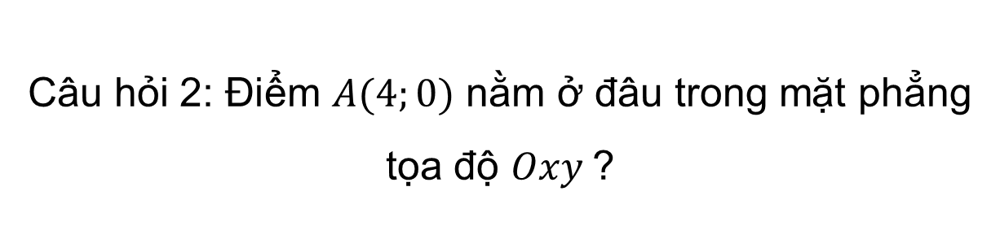 Câu hỏi 2: Điểm A(4; 0) nằm ở đâu trong mặt phẳng
tọa độ Oxy ?